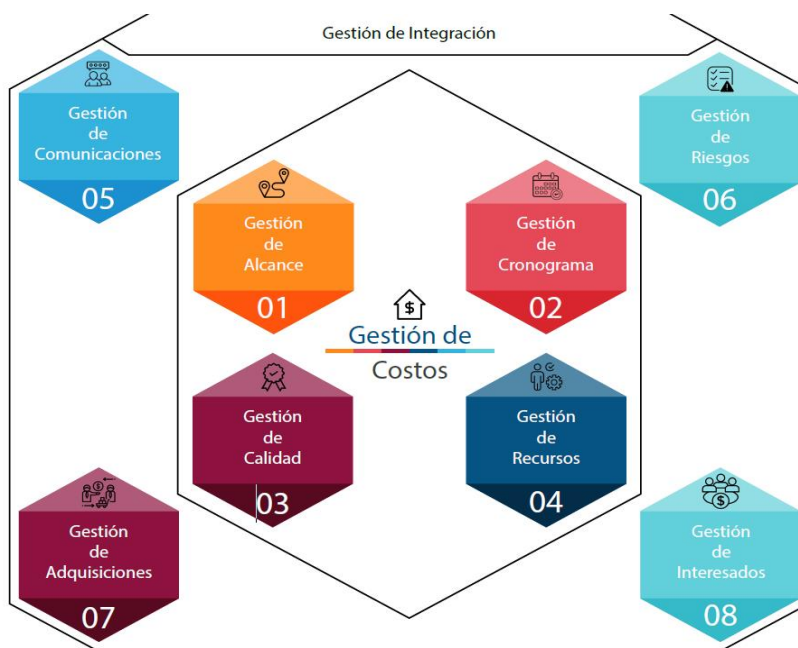 Gestión de Integración
Gestión
de
Comunicaciones
05
Gestión
de
Riesgos
06
Gestión
de
Alcance
01
Gestión
de
Cronograma
02
$
Gestión de
Costos
Gestión
de
Calidad
03
Gestión
de
Recursos
04
$
Gestión
de
Adquisiciones
07
$
Gestión
de
Interesados
08